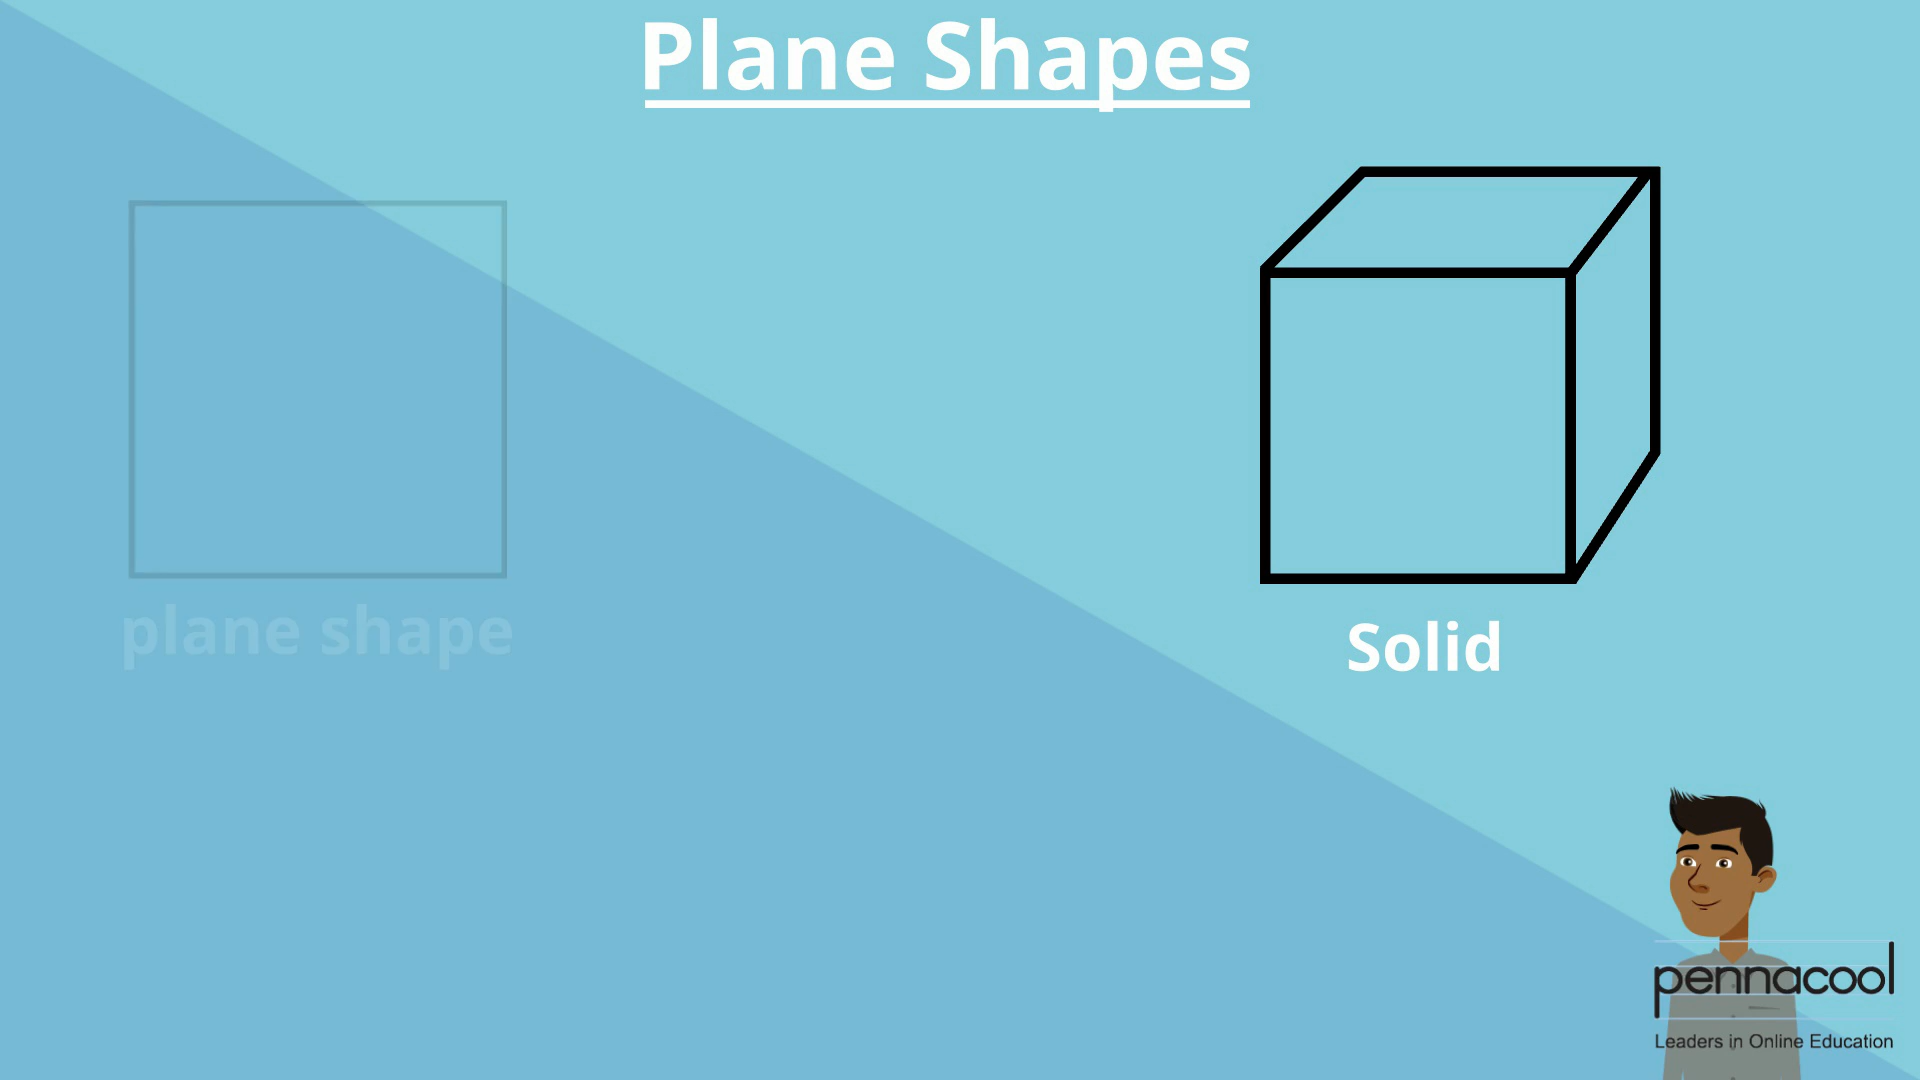 Plane Shapes
plane shape
Solid
pennacool
Leaders in Online Education